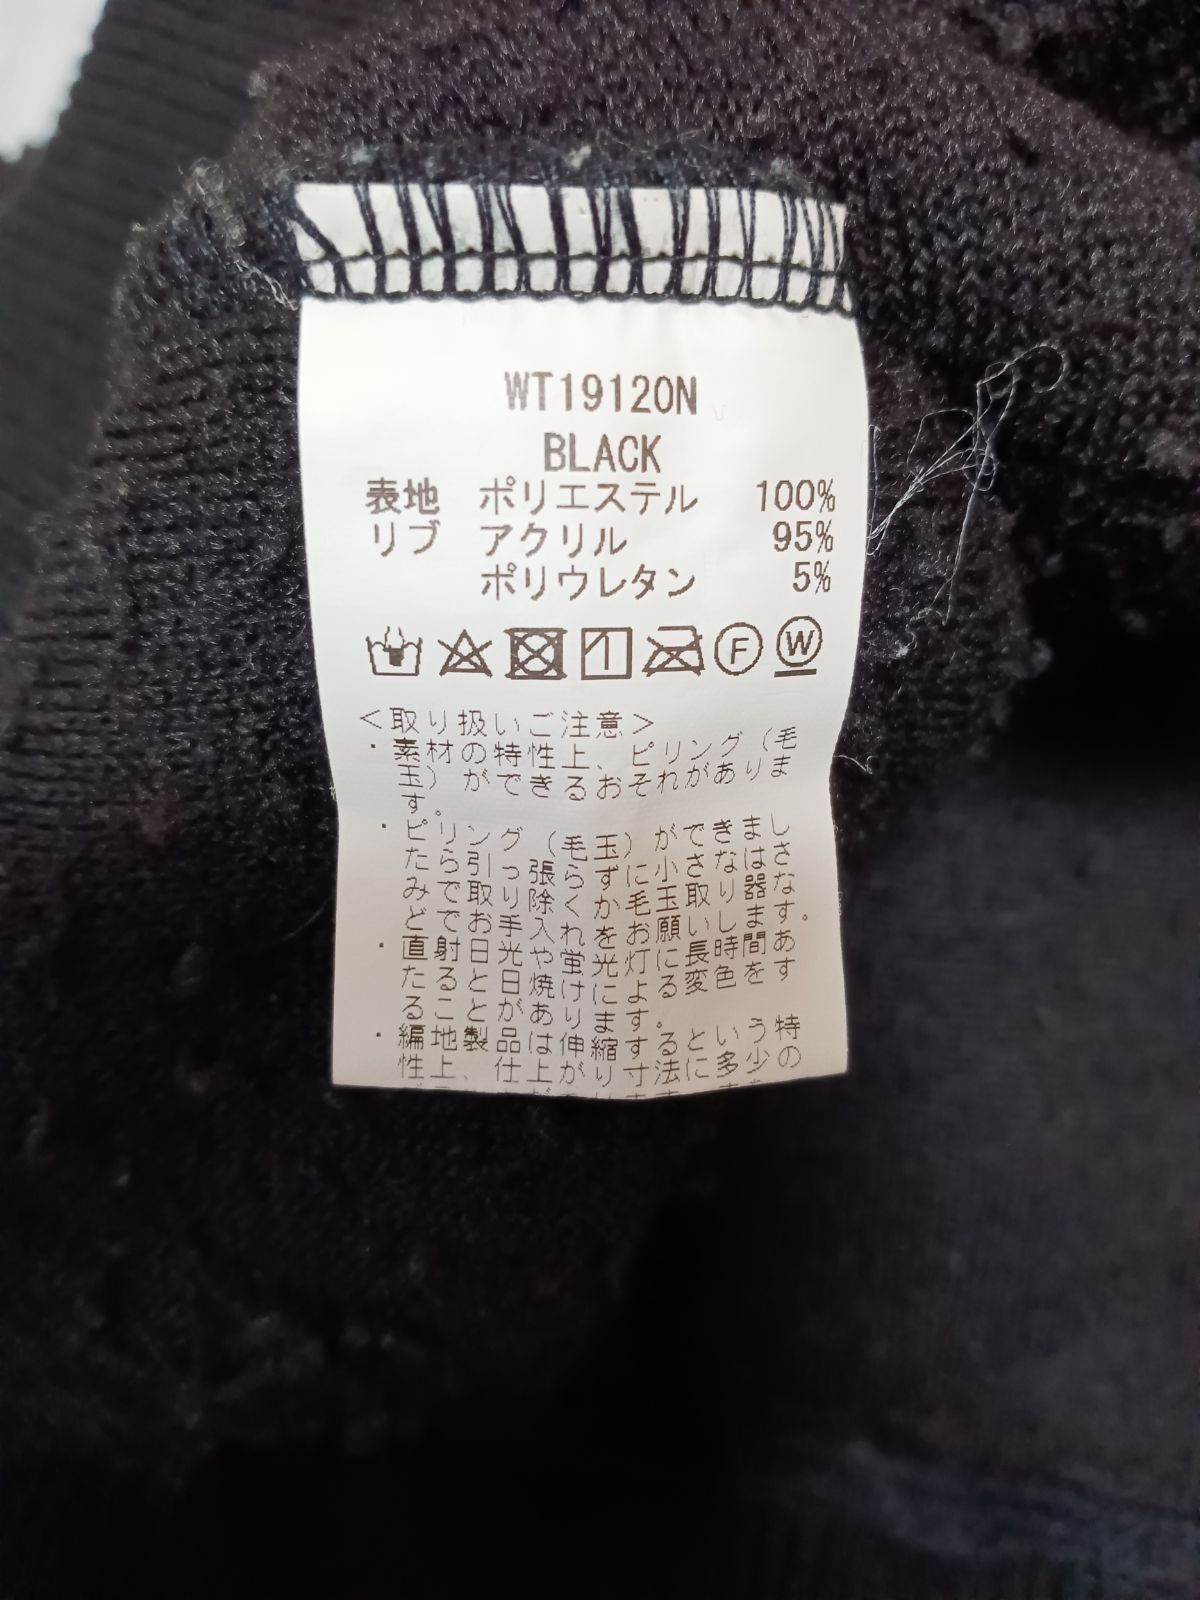 WT19120N
BLACK
表地 ポリエステル 100%
リブ アクリル 95%
ポリウレタン 5%
F W
<取り扱いご注意>
・素材の特性上、ピリング(毛
玉)ができるおそれがありま
す。
・ピリング(毛玉)ができまし
たら引っ張らずに小さなはさ
みで取り除くか毛玉取り器な
どでお手入れをお願いします。
・直射日光や蛍光灯に長時間あ
たると日焼けによる変色をす
ることがあります。
・編地製品は伸縮するという特
性上、仕上がり寸法に多少の